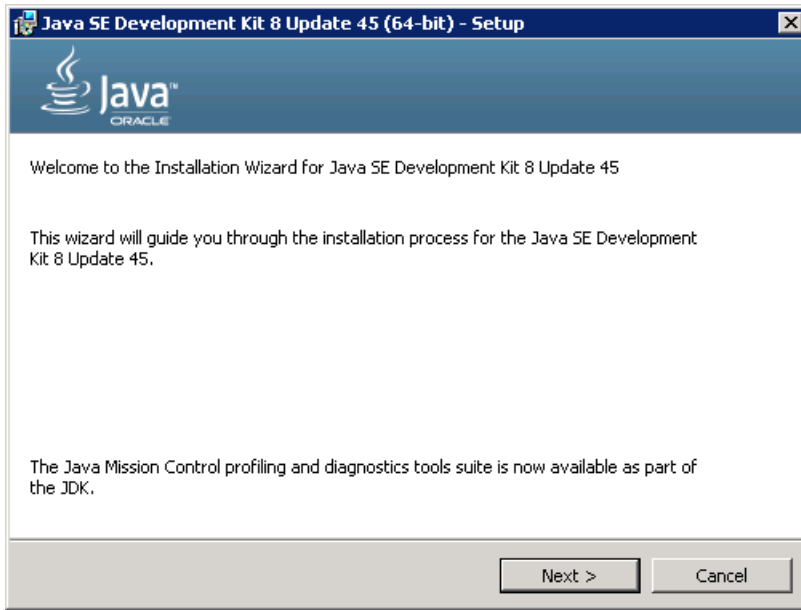 Java SE Development Kit 8 Update 45 (64-bit) - Setup
Java™
ORACLE
Welcome to the Installation Wizard for Java SE Development Kit 8 Update 45
This wizard will guide you through the installation process for the Java SE Development
Kit 8 Update 45.
The Java Mission Control profiling and diagnostics tools suite is now available as part of
the JDK.
Next >
Cancel